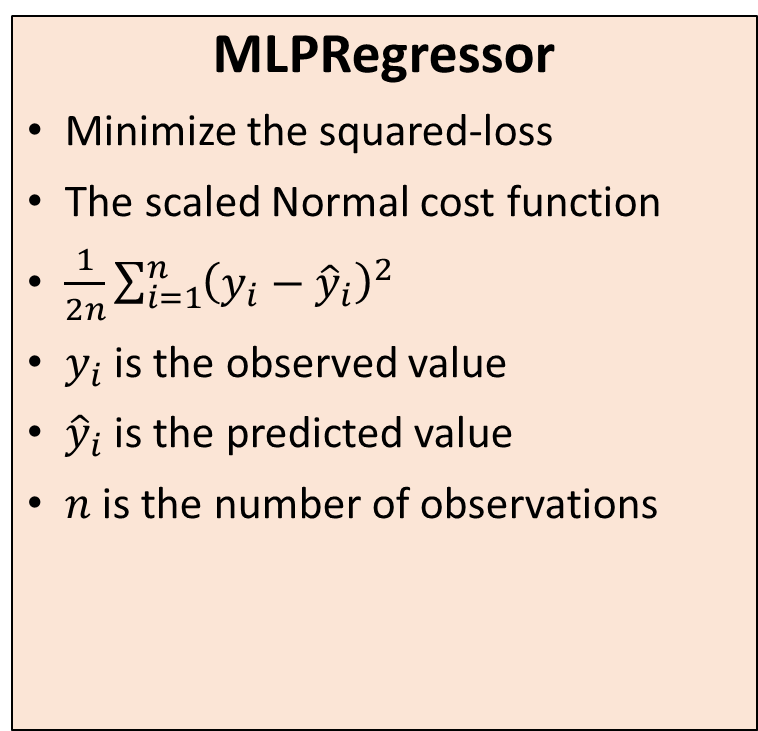 MLPRegressor
• Minimize the squared-loss
• The scaled Normal cost function
• $\frac{1}{2n}\sum_{i=1}^{n}(y_i - \hat{y}_i)^2$
• $y_i$ is the observed value
• $\hat{y}_i$ is the predicted value
• $n$ is the number of observations